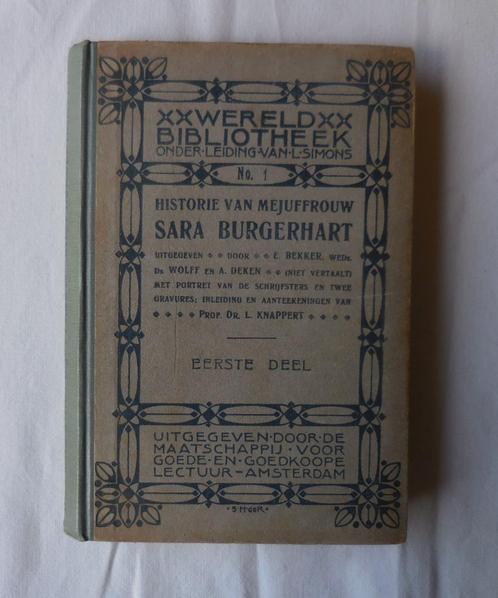 ××WERELD××
BIBLIOTHEEK
ONDER·LEIDING·VAN·L·SIMONS
No. 1
HISTORIE VAN MEJUFFROUW
SARA BURGERHART
UITGEGEVEN DOOR E. BEKKER, WEDe.
Ds. WOLFF EN A. DEKEN (NIET VERTAALT)
MET PORTRET VAN DE SCHRIJFSTERS EN TWEE
GRAVURES; INLEIDING EN AANTEEKENINGEN VAN
PROF. DR. L. KNAPPERT
EERSTE DEEL
UITGEGEVEN·DOOR·DE
MAATSCHAPPIJ·VOOR
GOEDE·EN·GOEDKOOPE
LECTUUR–AMSTERDAM